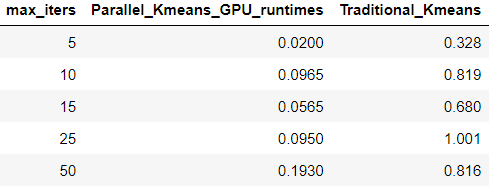 max_iters Parallel_Kmeans_GPU_runtimes Traditional_Kmeans
5 0.0200 0.328
10 0.0965 0.819
15 0.0565 0.680
25 0.0950 1.001
50 0.1930 0.816